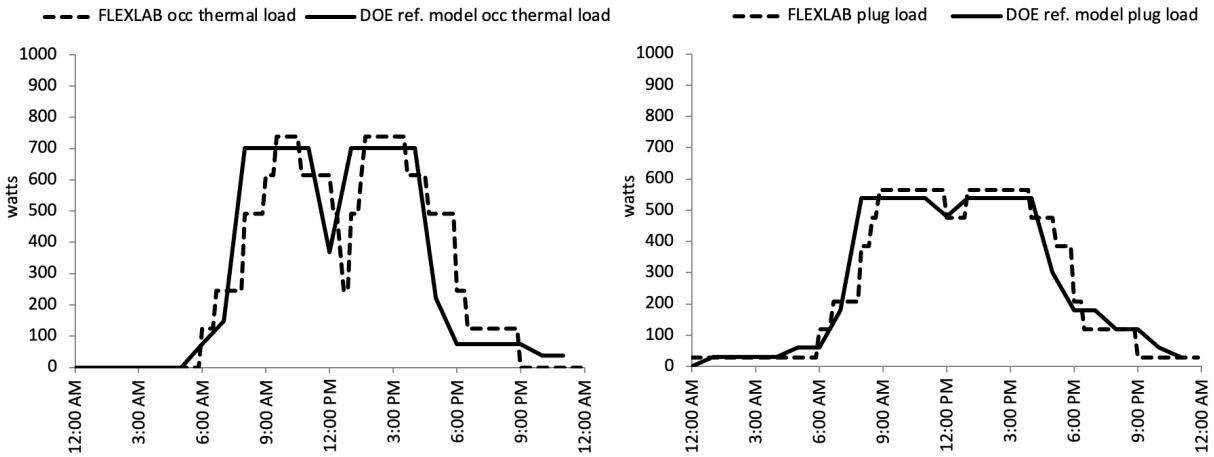 FLEXLAB occ thermal load DOE ref. model occ thermal load
watts
1000
900
800
700
600
500
400
300
200
100
0
12:00 AM
3:00 AM
6:00 AM
9:00 AM
12:00 PM
3:00 PM
6:00 PM
9:00 PM
12:00 AM
FLEXLAB plug load DOE ref. model plug load
watts
1000
900
800
700
600
500
400
300
200
100
0
12:00 AM
3:00 AM
6:00 AM
9:00 AM
12:00 PM
3:00 PM
6:00 PM
9:00 PM
12:00 AM